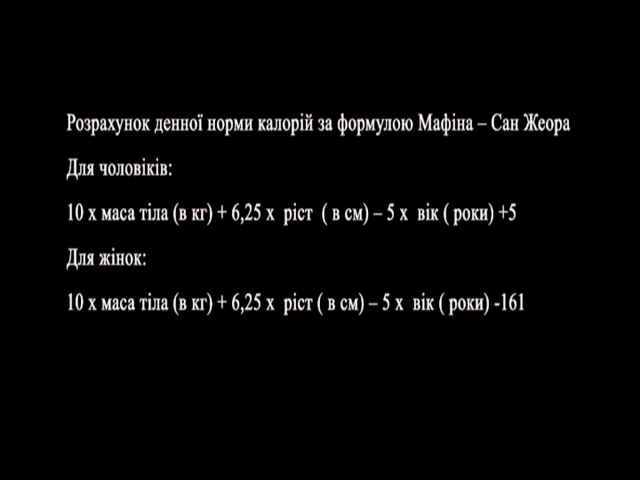 Розрахунок денної норми калорій за формулою Мафіна – Сан Жеора
Для чоловіків:
10 х маса тіла (в кг) + 6,25 х ріст ( в см) – 5 х вік ( роки) +5
Для жінок:
10 х маса тіла (в кг) + 6,25 х ріст ( в см) – 5 х вік ( роки) -161